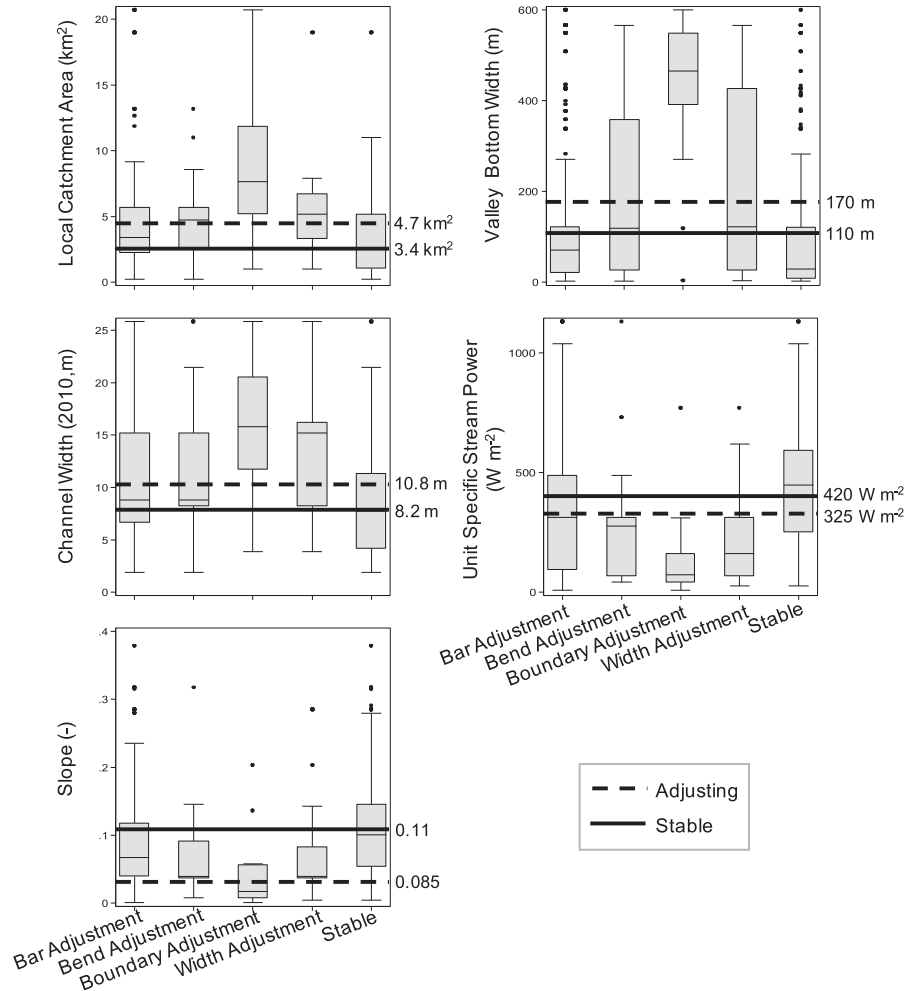 Local Catchment Area (km²)
20
15
10
5
0
4.7 km²
3.4 km²
Valley Bottom Width (m)
600
400
200
0
170 m
110 m
Channel Width (2010,m)
25
20
15
10
5
0
10.8 m
8.2 m
Unit Specific Stream Power
(W m-²)
1000
500
0
420 W m-²
325 W m-²
Bar Adjustment
Bend Adjustment
Boundary Adjustment
Width Adjustment
Stable
Slope (-)
.4
.3
.2
.1
0
0.11
0.085
Bar Adjustment
Bend Adjustment
Boundary Adjustment
Width Adjustment
Stable
Adjusting
Stable